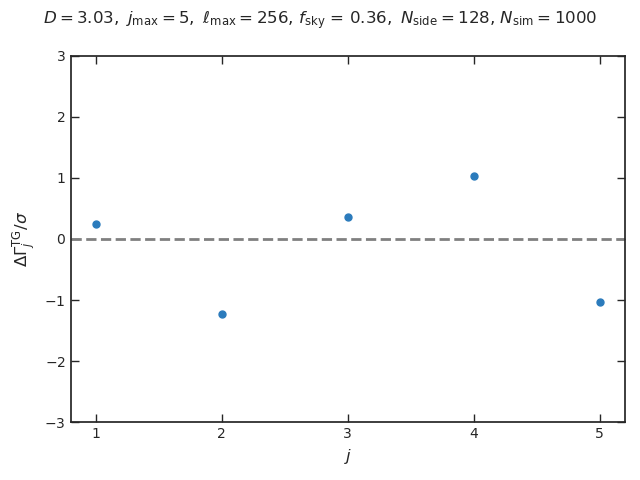 D = 3.03, j_max = 5, ℓ_max = 256, f_sky = 0.36, N_side = 128, N_sim = 1000
3
2
1
0
−1
−2
−3
ΔΓ_j^TG/σ
1 2 3 4 5
j